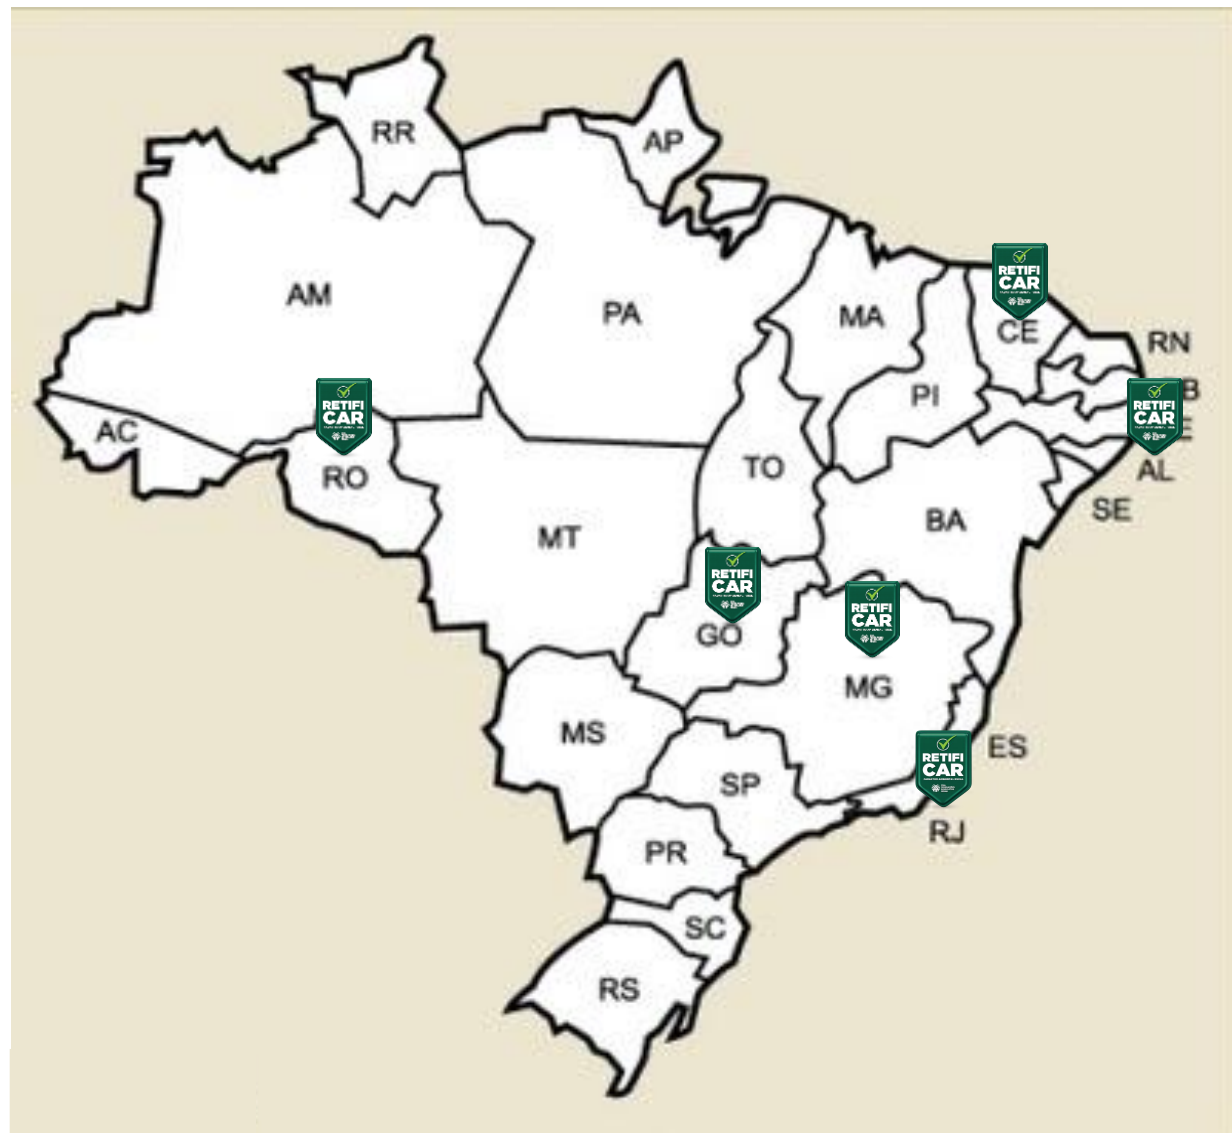 RR
AP
AM
PA
MA
RETIFI
CAR
CE
RN
B
PI
RETIFI
CAR
AC
RETIFI
CAR
E
RO
TO
AL
SE
BA
MT
RETIFI
CAR
GO
RETIFI
CAR
MG
MS
ES
RETIFI
CAR
SP
RJ
PR
SC
RS